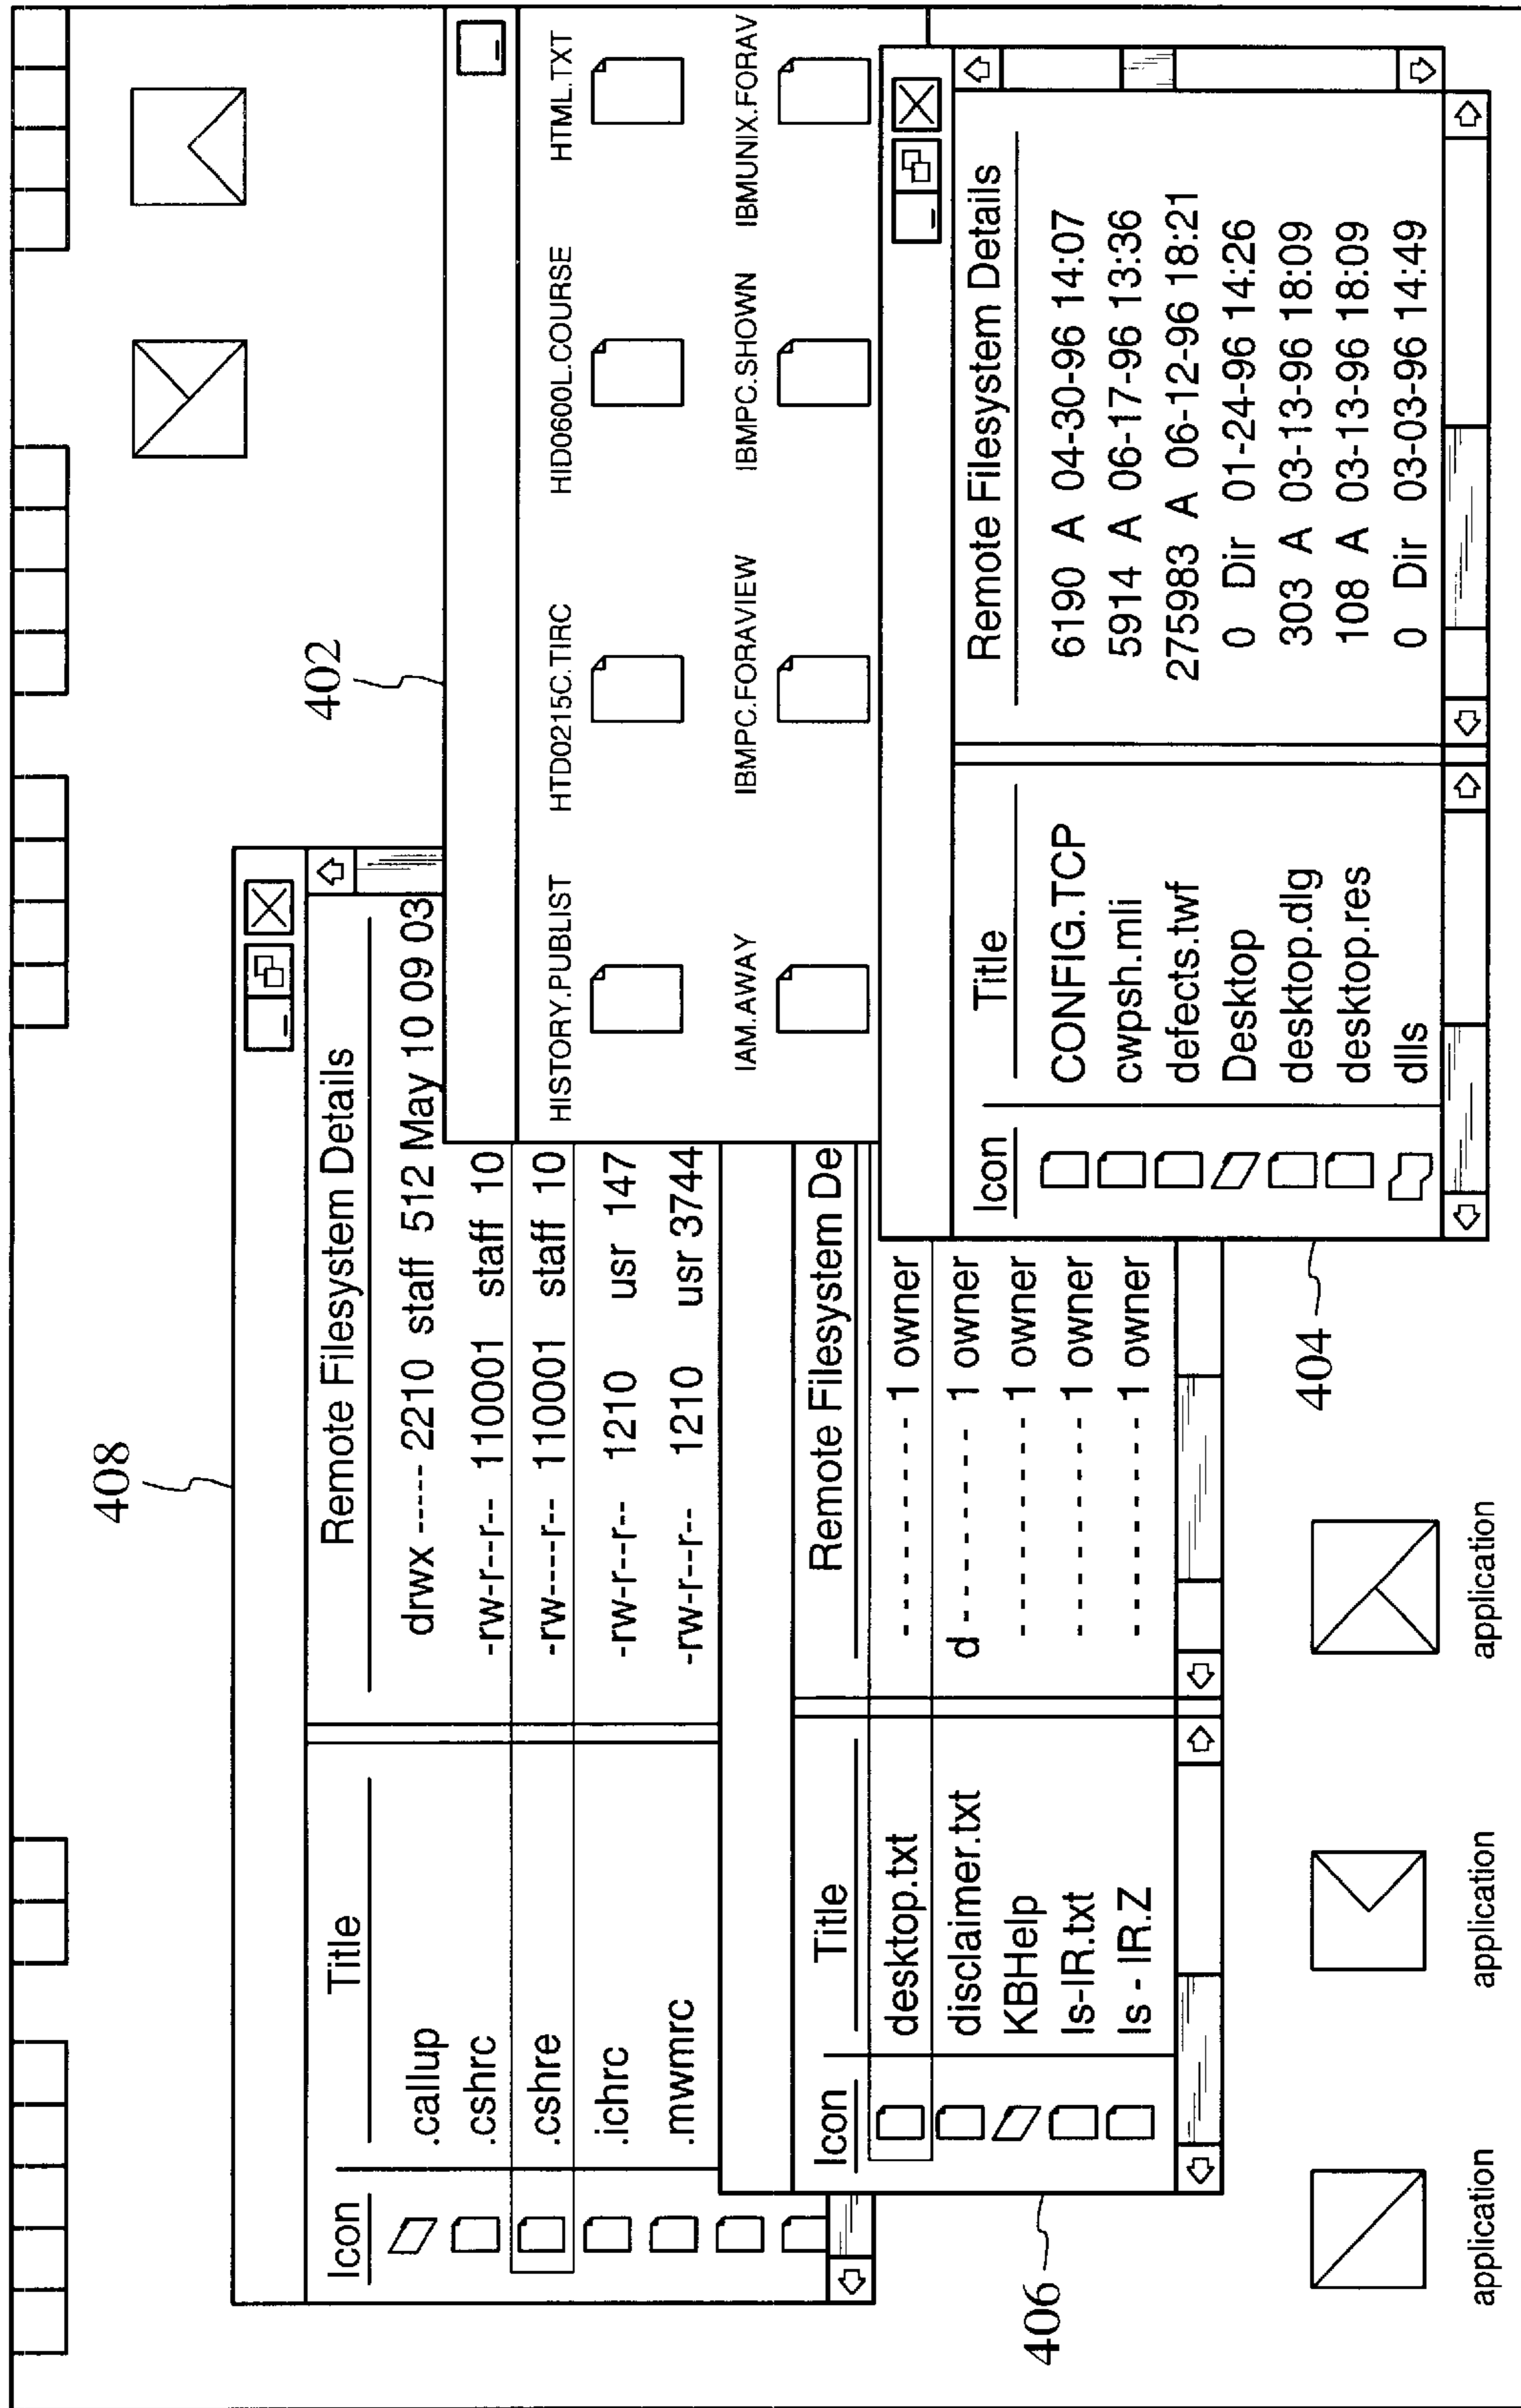 408
402
Icon Title Remote Filesystem Details
.callup drwx ----- 2210 staff 512 May 10 09 03
.cshrc -rw-r---r-- 110001 staff 10
.cshre -rw----r-- 110001 staff 10
.ichrc -rw-r--r-- 1210 usr 147
.mwmrc -rw-r--r-- 1210 usr 3744
HISTORY.PUBLIST HTD0215C.TIRC HID0600L.COURSE HTML.TXT
IAM.AWAY IBMPC.FORAVIEW IBMPC.SHOWN IBMUNIX.FORAV
406
Icon Title Remote Filesystem De
desktop.txt - - - - - - - - - 1 owner
disclaimer.txt d - - - - - - - - 1 owner
KBHelp - - - - - - - - - 1 owner
ls-IR.txt - - - - - - - - - 1 owner
ls - IR.Z - - - - - - - - - 1 owner
404
Icon Title Remote Filesystem Details
CONFIG.TCP 6190 A 04-30-96 14:07
cwpsh.mli 5914 A 06-17-96 13:36
defects.twf 275983 A 06-12-96 18:21
Desktop 0 Dir 01-24-96 14:26
desktop.dlg 303 A 03-13-96 18:09
desktop.res 108 A 03-13-96 18:09
dlls 0 Dir 03-03-96 14:49
application application application